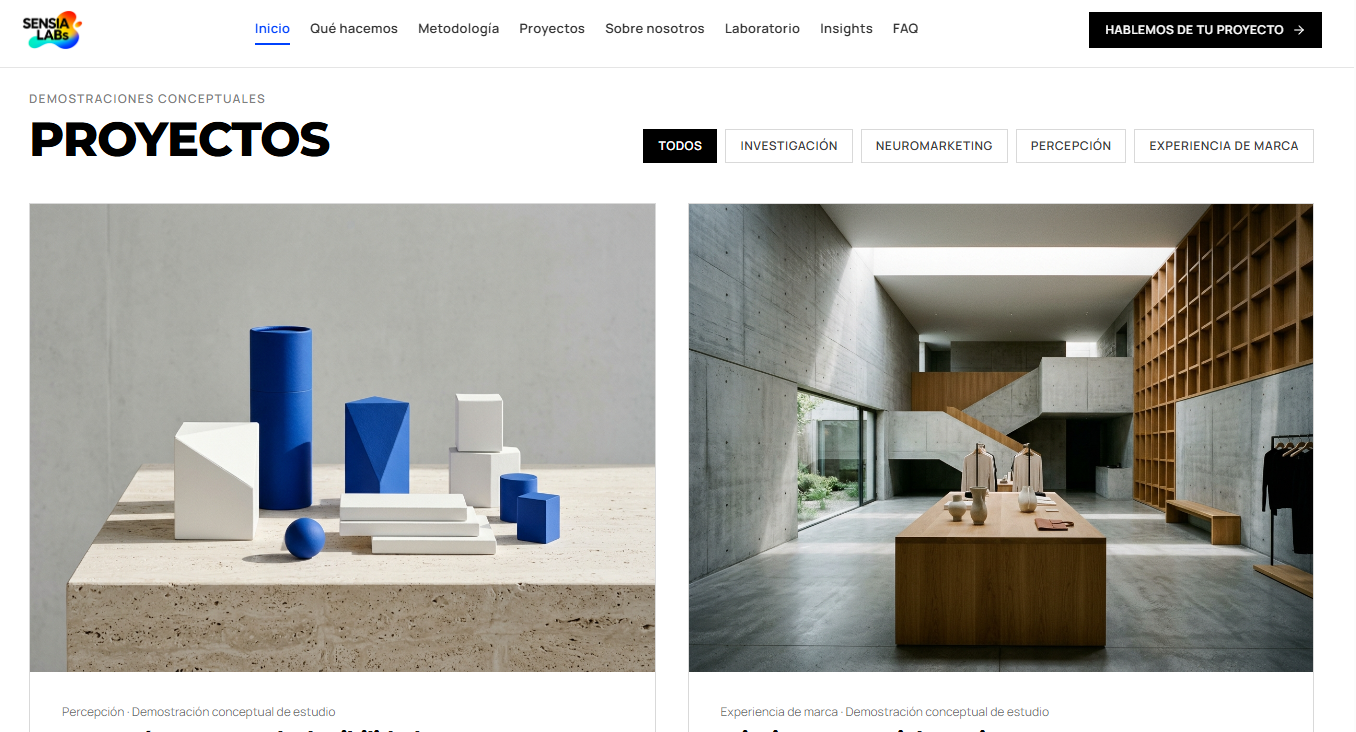 SENSIA
LABs
Inicio Qué hacemos Metodología Proyectos Sobre nosotros Laboratorio Insights FAQ
HABLEMOS DE TU PROYECTO →
DEMOSTRACIONES CONCEPTUALES
PROYECTOS
TODOS INVESTIGACIÓN NEUROMARKETING PERCEPCIÓN EXPERIENCIA DE MARCA
Percepción · Demostración conceptual de estudio
Experiencia de marca · Demostración conceptual de estudio